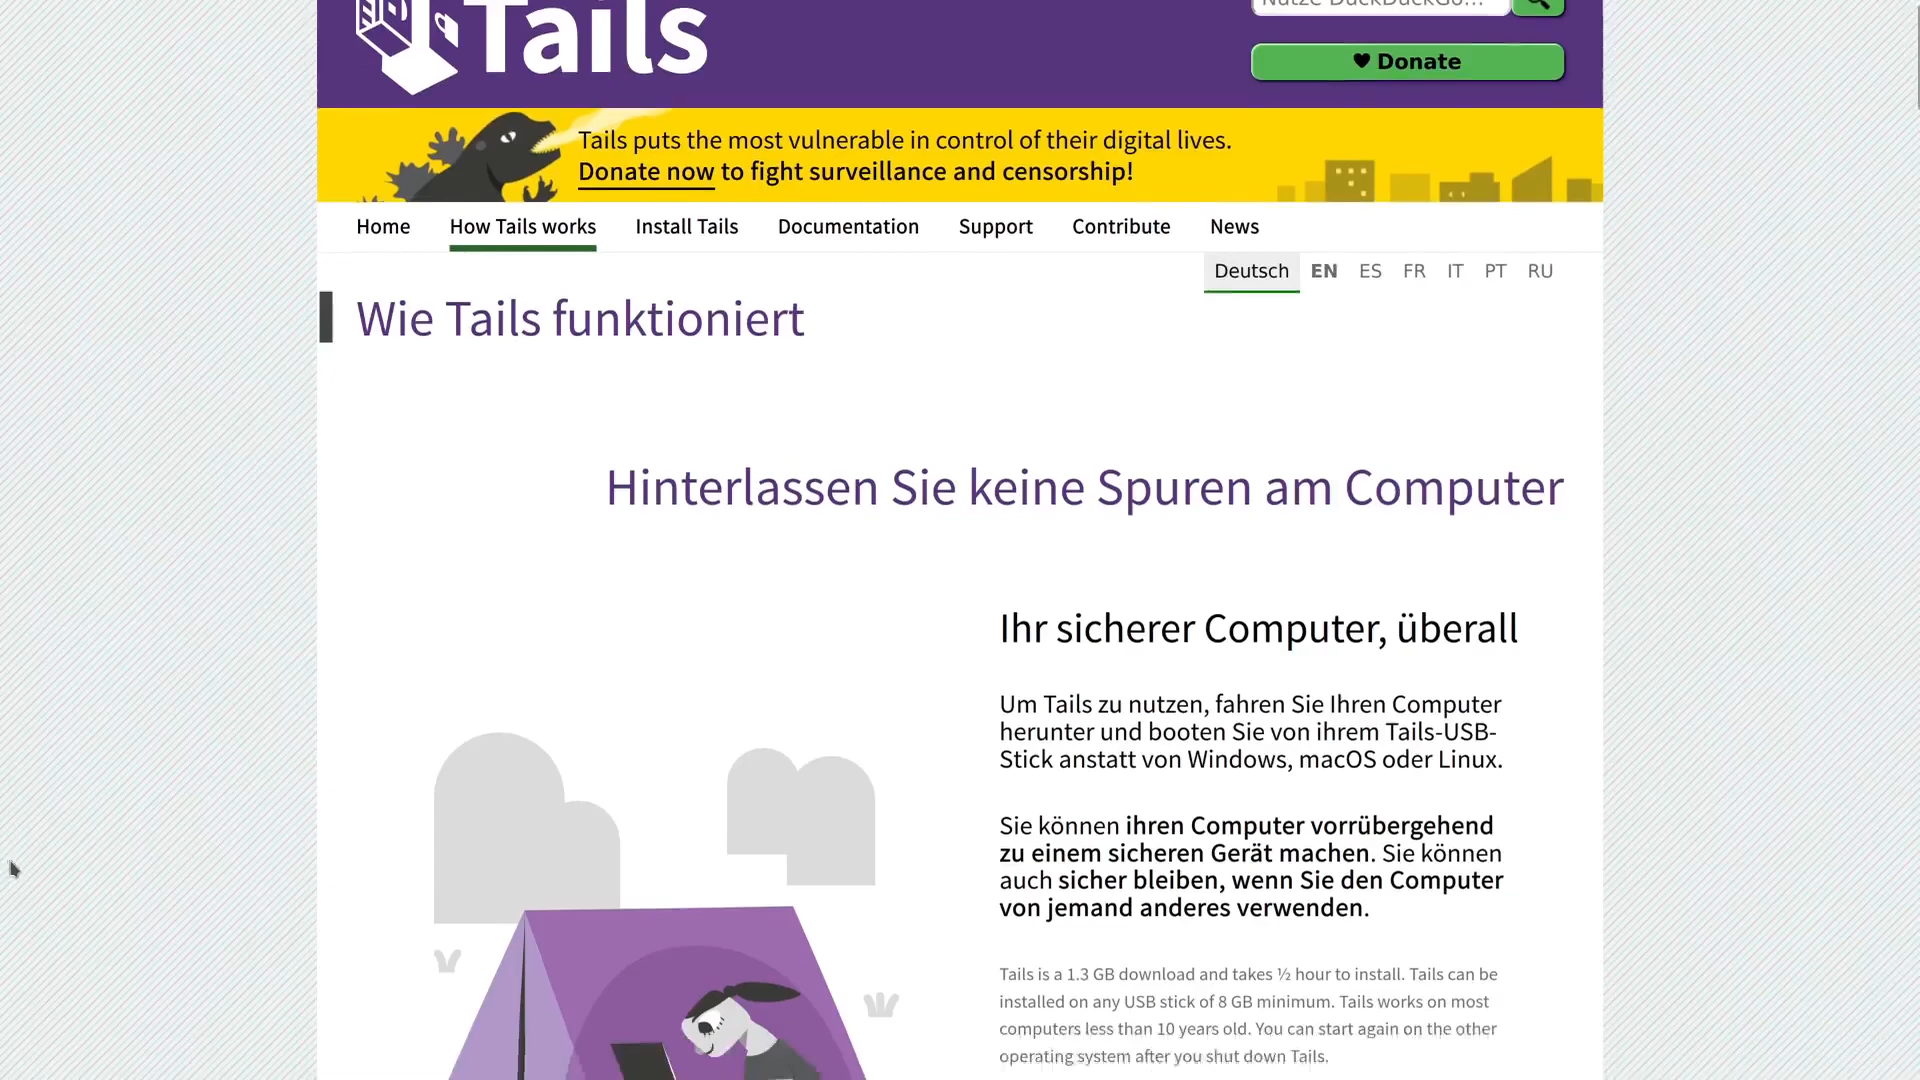 Tails
Nutze DuckDuckGo...
Donate
Tails puts the most vulnerable in control of their digital lives.
Donate now to fight surveillance and censorship!
Home How Tails works Install Tails Documentation Support Contribute News
Deutsch EN ES FR IT PT RU
Wie Tails funktioniert
Hinterlassen Sie keine Spuren am Computer
Ihr sicherer Computer, überall
Um Tails zu nutzen, fahren Sie Ihren Computer
herunter und booten Sie von ihrem Tails-USB-
Stick anstatt von Windows, macOS oder Linux.
Sie können ihren Computer vorrübergehend
zu einem sicheren Gerät machen. Sie können
auch sicher bleiben, wenn Sie den Computer
von jemand anderes verwenden.
Tails is a 1.3 GB download and takes ½ hour to install. Tails can be
installed on any USB stick of 8 GB minimum. Tails works on most
computers less than 10 years old. You can start again on the other
operating system after you shut down Tails.